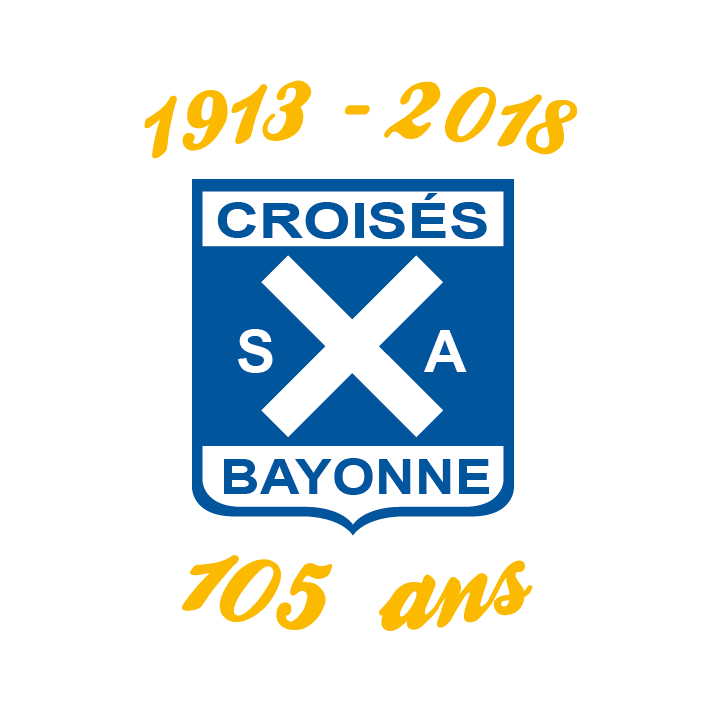 1913 - 2018
CROISÉS
S A
BAYONNE
105 ans